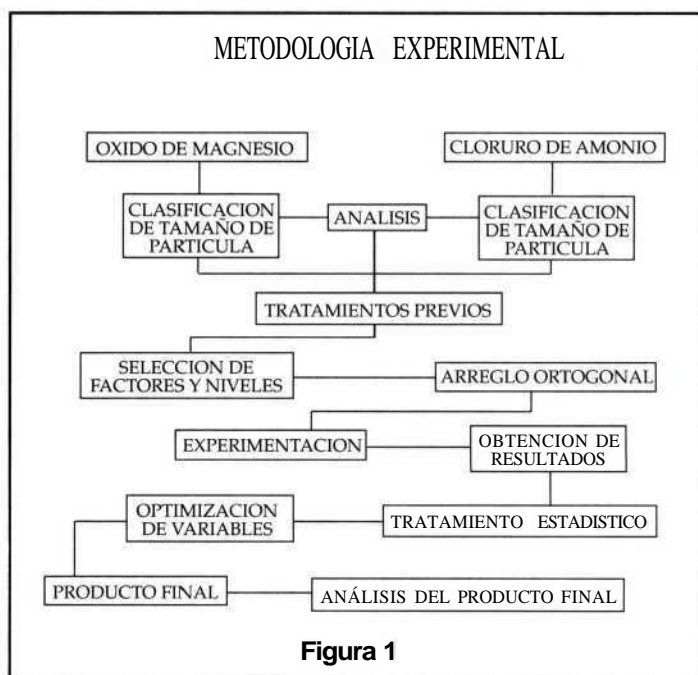 METODOLOGIA EXPERIMENTAL
OXIDO DE MAGNESIO
CLORURO DE AMONIO
CLASIFICACION
DE TAMAÑO DE
PARTICULA
ANALISIS
CLASIFICACION
DE TAMAÑO DE
PARTICULA
TRATAMIENTOS PREVIOS
SELECCION DE
FACTORES Y NIVELES
ARREGLO ORTOGONAL
EXPERIMENTACION
OBTENCION DE
RESULTADOS
OPTIMIZACION
DE VARIABLES
TRATAMIENTO ESTADISTICO
PRODUCTO FINAL
ANÁLISIS DEL PRODUCTO FINAL
Figura 1